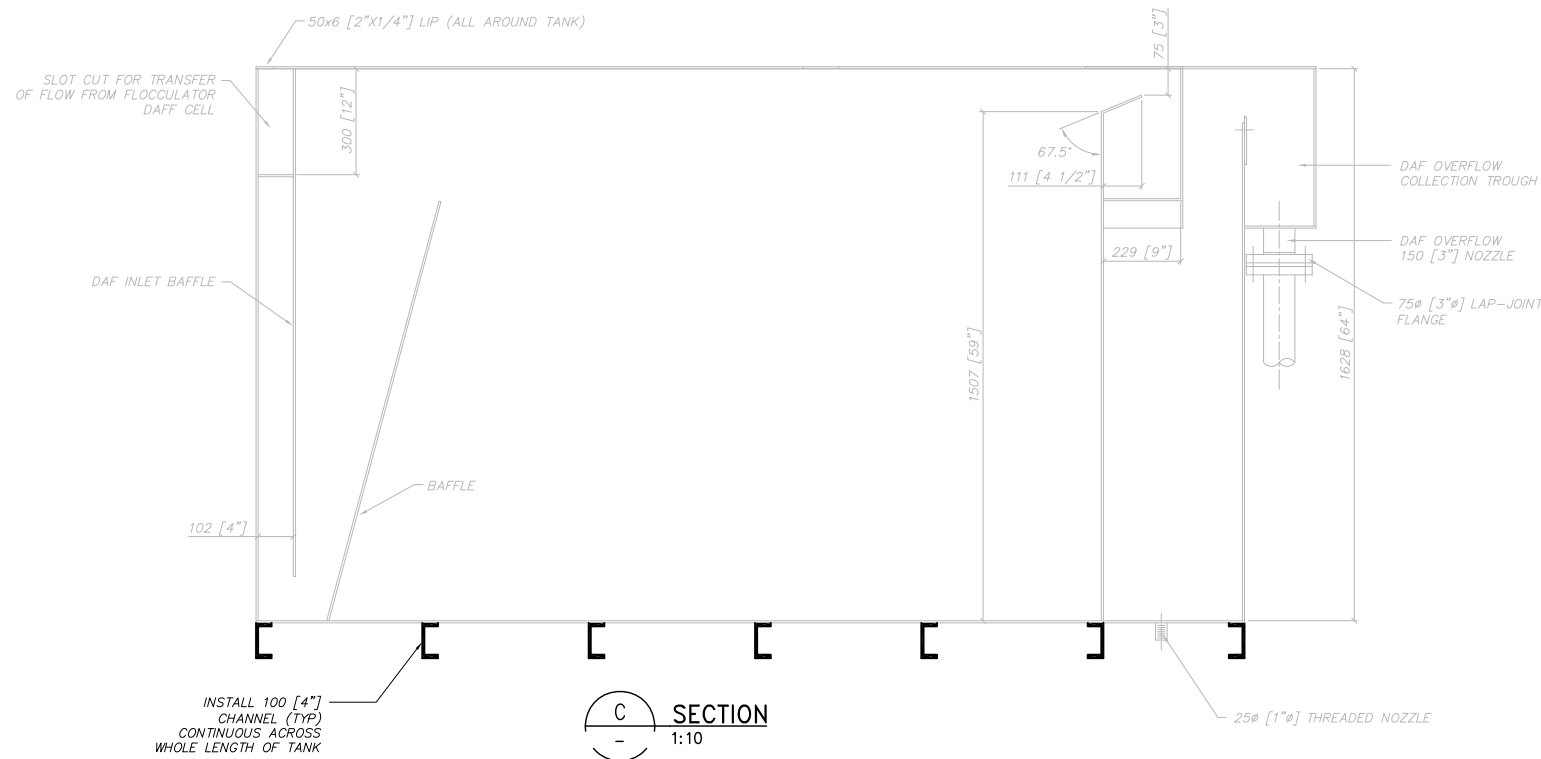 50x6 [2"X1/4"] LIP (ALL AROUND TANK)
75 [3"]
SLOT CUT FOR TRANSFER
OF FLOW FROM FLOCCULATOR
DAFF CELL
300 [12"]
67.5°
111 [4 1/2"]
DAF OVERFLOW
COLLECTION TROUGH
229 [9"]
DAF OVERFLOW
150 [3"] NOZZLE
DAF INLET BAFFLE
75ø [3"ø] LAP-JOINT
FLANGE
1507 [59"]
1628 [64"]
BAFFLE
102 [4"]
INSTALL 100 [4"]
CHANNEL (TYP)
CONTINUOUS ACROSS
WHOLE LENGTH OF TANK
C
-
SECTION
1:10
25ø [1"ø] THREADED NOZZLE